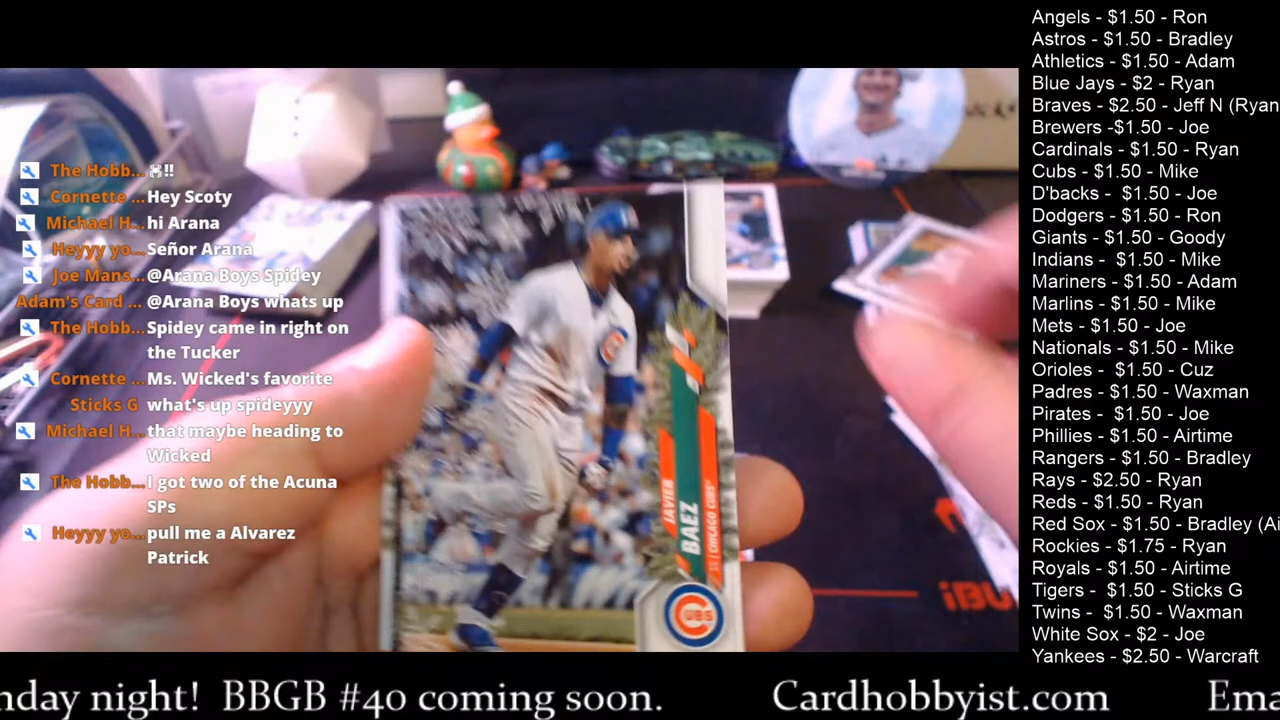 The Hobb... !!
Cornette ... Hey Scoty
Michael H... hi Arana
Heyyy yo... Señor Arana
Joe Mans... @Arana Boys Spidey
Adam's Card ... @Arana Boys whats up
The Hobb... Spidey came in right on
the Tucker
Cornette ... Ms. Wicked's favorite
Sticks G what's up spideyyy
Michael H... that maybe heading to
Wicked
The Hobb... I got two of the Acuna
SPs
Heyyy yo... pull me a Alvarez
Patrick
JAVIER
BAEZ
SS | CHICAGO CUBS
CUBS
Angels - $1.50 - Ron
Astros - $1.50 - Bradley
Athletics - $1.50 - Adam
Blue Jays - $2 - Ryan
Braves - $2.50 - Jeff N (Ryan
Brewers -$1.50 - Joe
Cardinals - $1.50 - Ryan
Cubs - $1.50 - Mike
D'backs - $1.50 - Joe
Dodgers - $1.50 - Ron
Giants - $1.50 - Goody
Indians - $1.50 - Mike
Mariners - $1.50 - Adam
Marlins - $1.50 - Mike
Mets - $1.50 - Joe
Nationals - $1.50 - Mike
Orioles - $1.50 - Cuz
Padres - $1.50 - Waxman
Pirates - $1.50 - Joe
Phillies - $1.50 - Airtime
Rangers - $1.50 - Bradley
Rays - $2.50 - Ryan
Reds - $1.50 - Ryan
Red Sox - $1.50 - Bradley (Ai
Rockies - $1.75 - Ryan
Royals - $1.50 - Airtime
Tigers - $1.50 - Sticks G
Twins - $1.50 - Waxman
White Sox - $2 - Joe
Yankees - $2.50 - Warcraft
nday night! BBGB #40 coming soon. Cardhobbyist.com Ema